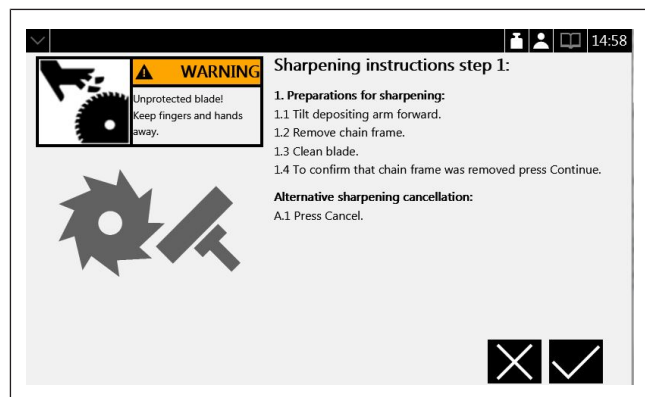 14:58
WARNING
Unprotected blade!
Keep fingers and hands
away.
Sharpening instructions step 1:
1. Preparations for sharpening:
1.1 Tilt depositing arm forward.
1.2 Remove chain frame.
1.3 Clean blade.
1.4 To confirm that chain frame was removed press Continue.
Alternative sharpening cancellation:
A.1 Press Cancel.